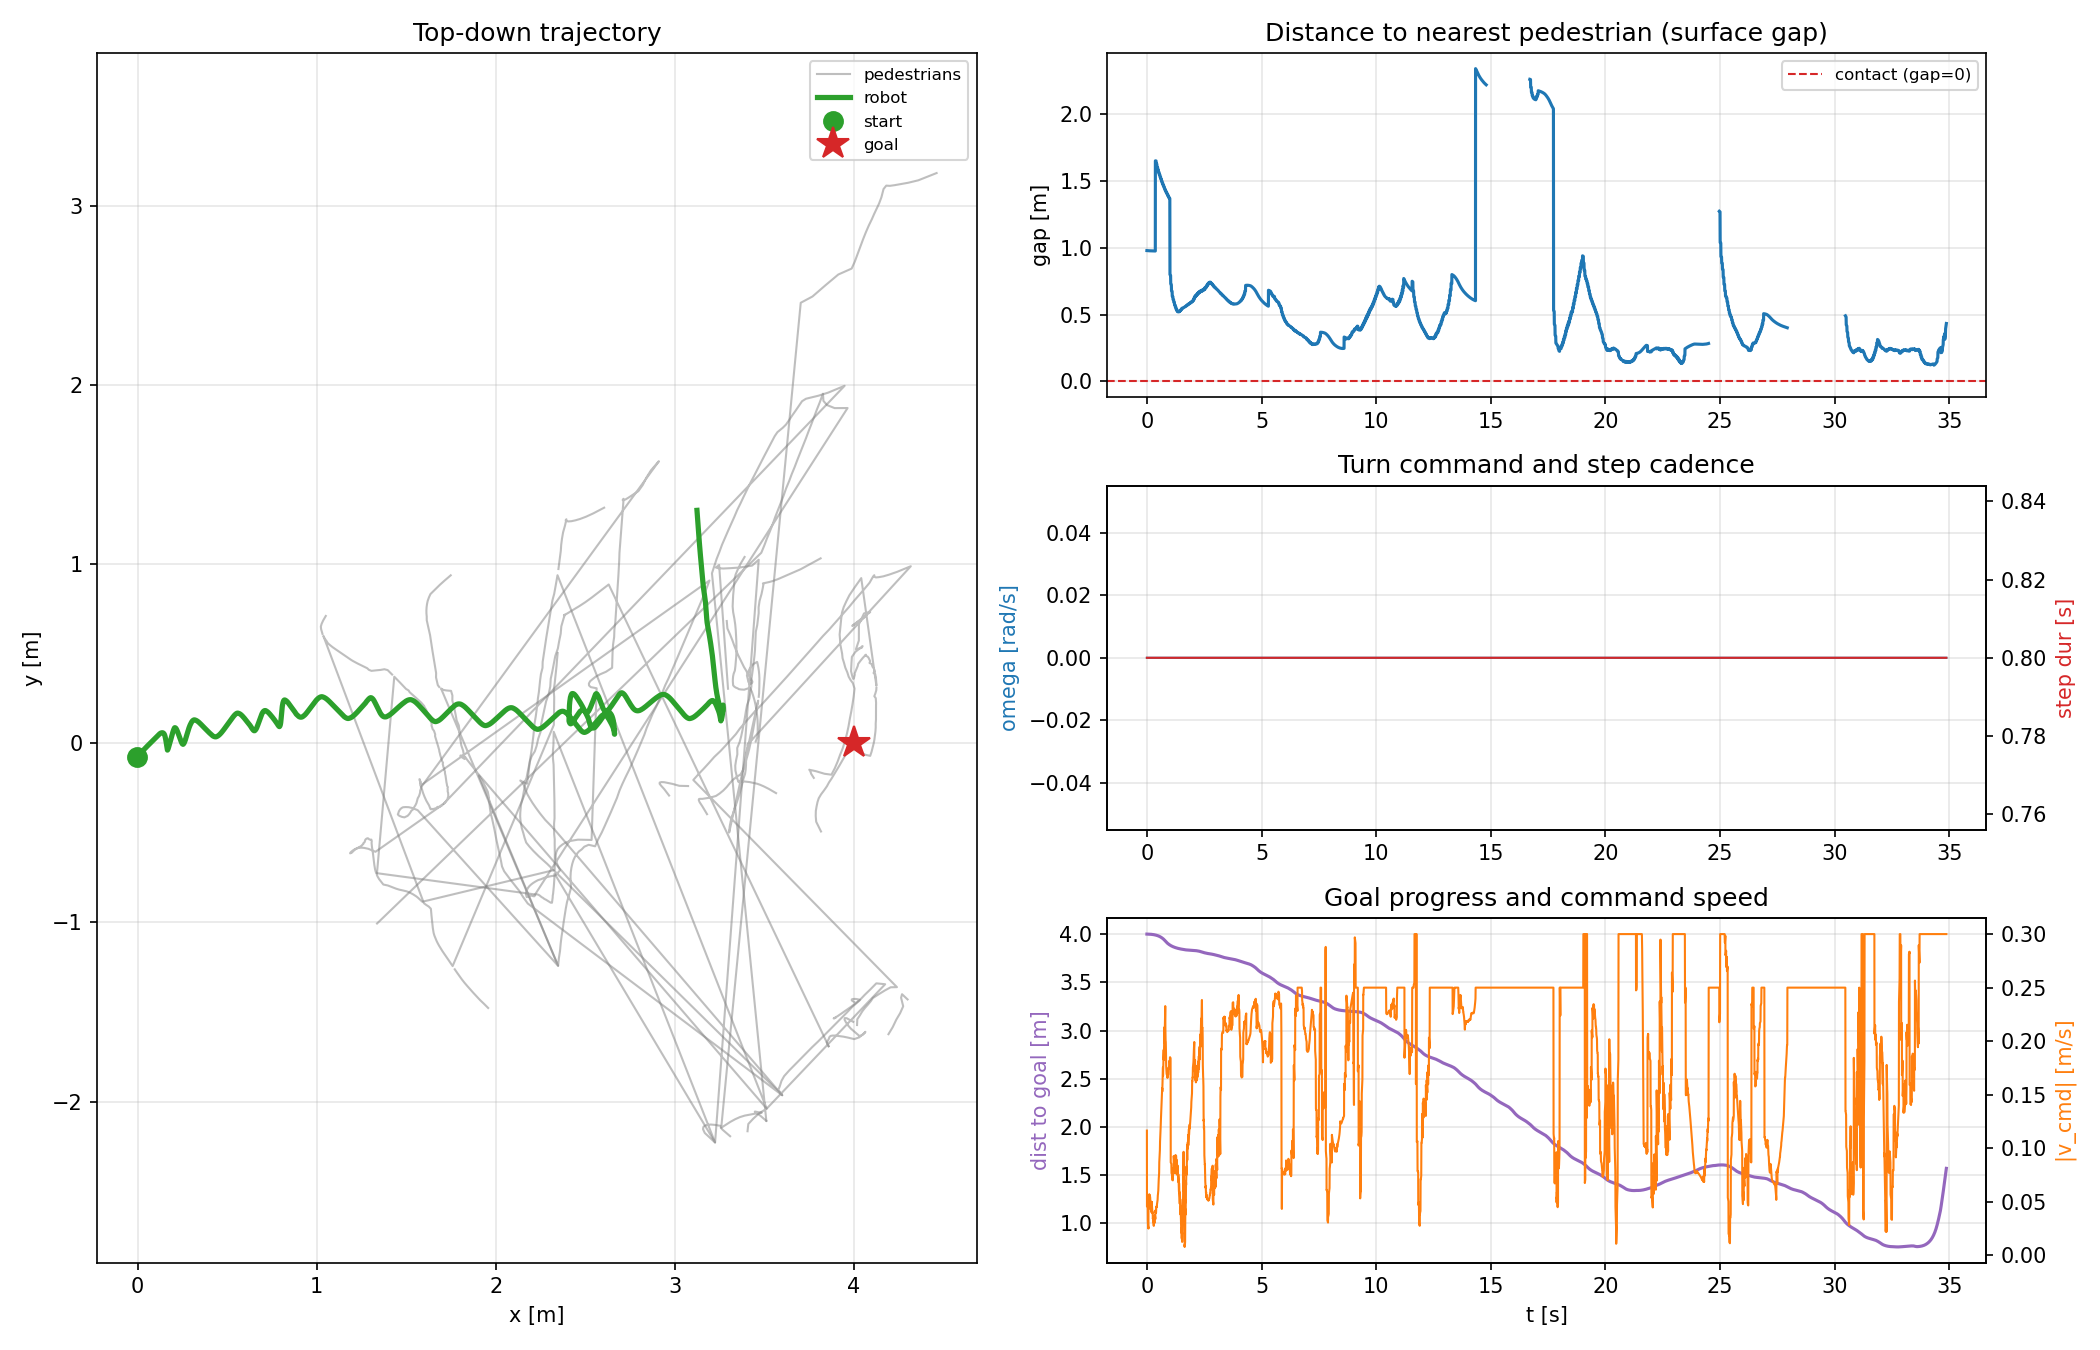 Top-down trajectory
pedestrians
robot
start
goal
3
2
1
0
−1
−2
y [m]
0 1 2 3 4
x [m]
Distance to nearest pedestrian (surface gap)
contact (gap=0)
2.0
1.5
1.0
0.5
0.0
gap [m]
0 5 10 15 20 25 30 35
Turn command and step cadence
0.04
0.02
0.00
−0.02
−0.04
omega [rad/s]
0.84
0.82
0.80
0.78
0.76
step dur [s]
0 5 10 15 20 25 30 35
Goal progress and command speed
4.0
3.5
3.0
2.5
2.0
1.5
1.0
dist to goal [m]
0.30
0.25
0.20
0.15
0.10
0.05
0.00
|v_cmd| [m/s]
0 5 10 15 20 25 30 35
t [s]